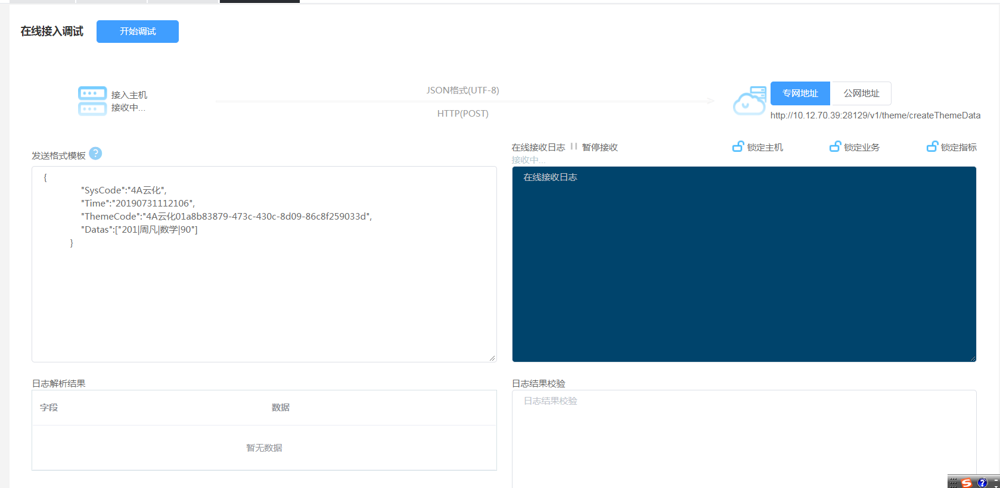 在线接入调试
开始调试
接入主机
接收中...
JSON格式(UTF-8)
HTTP(POST)
专网地址
公网地址
http://10.12.70.39:28129/v1/theme/createThemeData
发送格式模板
?
在线接收日志
暂停接收
接收中...
锁定主机
锁定业务
锁定指标
{
"SysCode":"4A云化",
"Time":"20190731112106",
"ThemeCode":"4A云化01a8b83879-473c-430c-8d09-86c8f259033d",
"Datas":["201|周凡|数学|90"]
}
在线接收日志
日志解析结果
字段
数据
暂无数据
日志结果校验
日志结果校验
S
?